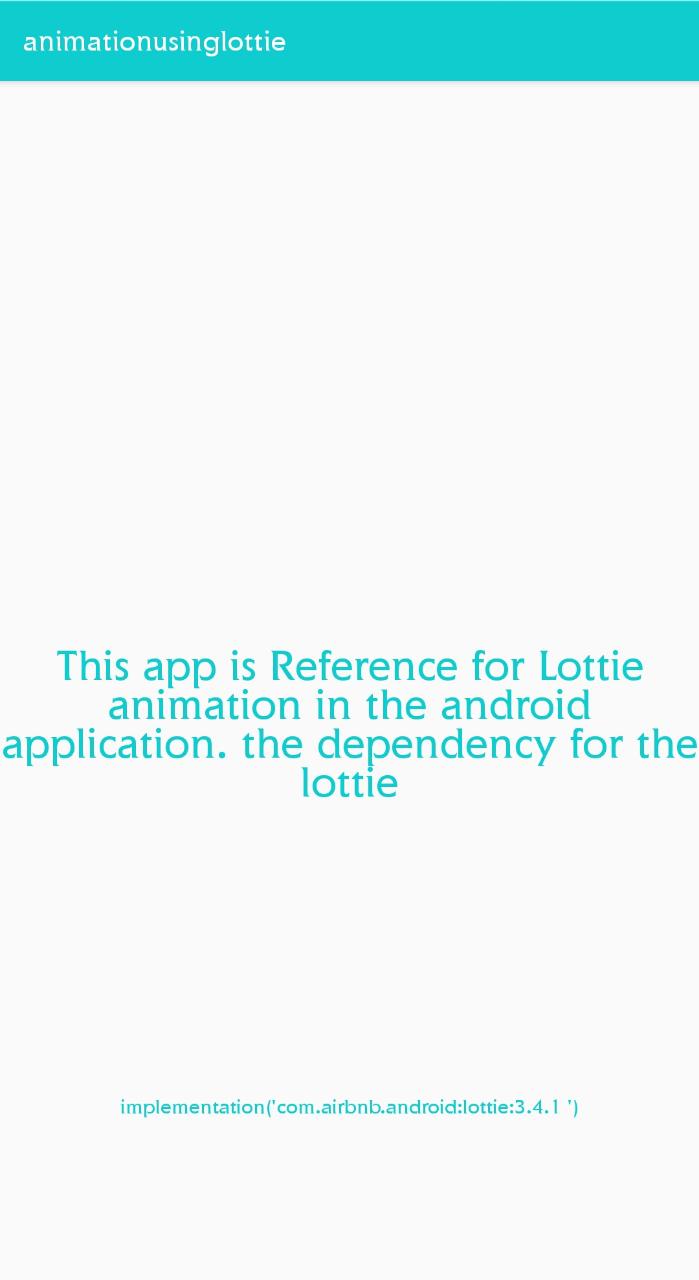 animationusinglottie
This app is Reference for Lottie
animation in the android
application. the dependency for the
lottie
implementation('com.airbnb.android:lottie:3.4.1 ')